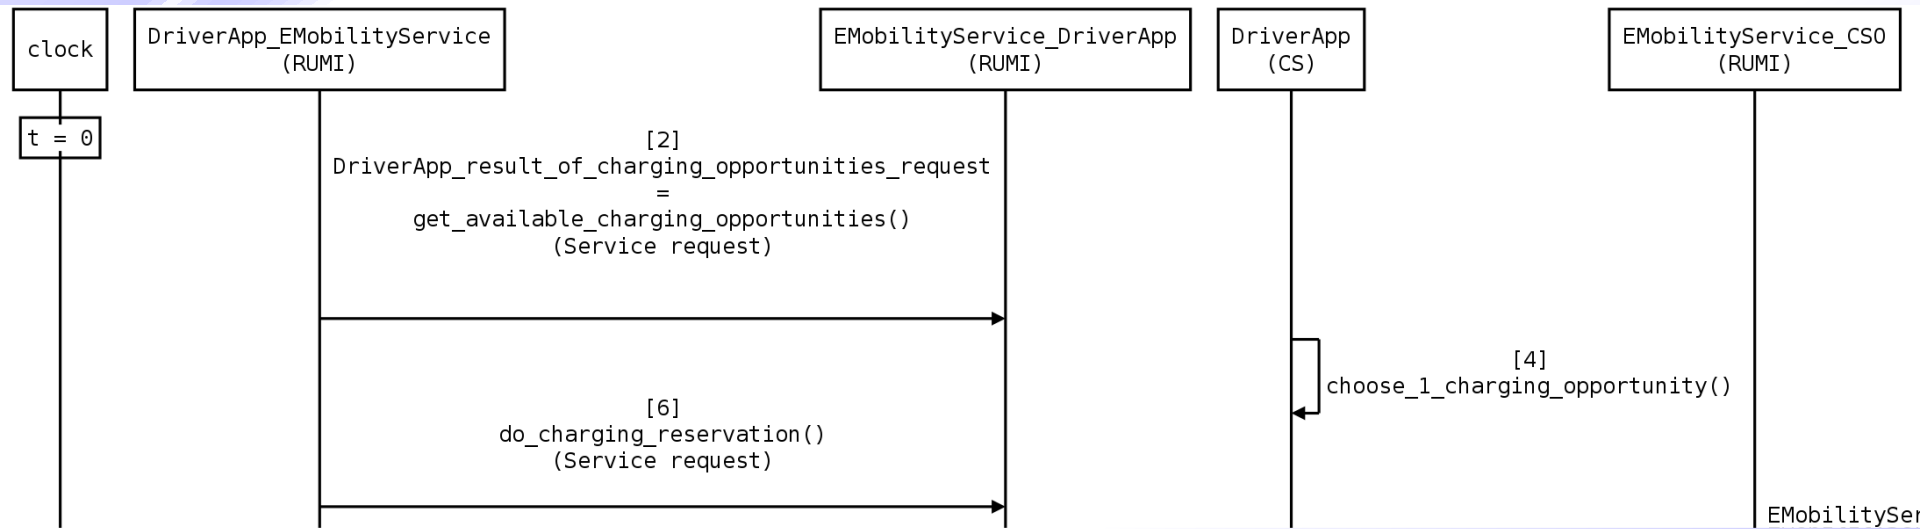 clock
DriverApp_EMobilityService
(RUMI)
EMobilityService_DriverApp
(RUMI)
DriverApp
(CS)
EMobilityService_CSO
(RUMI)
t = 0
[2]
DriverApp_result_of_charging_opportunities_request
=
get_available_charging_opportunities()
(Service request)
[4]
choose_1_charging_opportunity()
[6]
do_charging_reservation()
(Service request)
EMobilitySer